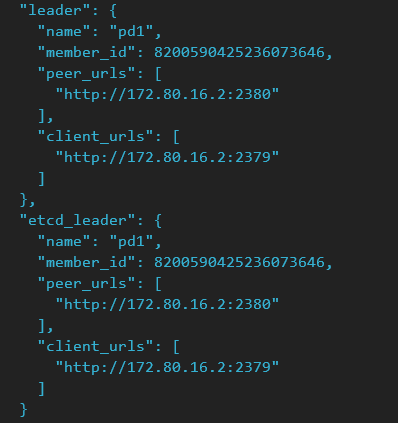 "leader": {
"name": "pd1",
"member_id": 8200590425236073646,
"peer_urls": [
"http://172.80.16.2:2380"
],
"client_urls": [
"http://172.80.16.2:2379"
]
},
"etcd_leader": {
"name": "pd1",
"member_id": 8200590425236073646,
"peer_urls": [
"http://172.80.16.2:2380"
],
"client_urls": [
"http://172.80.16.2:2379"
]
}